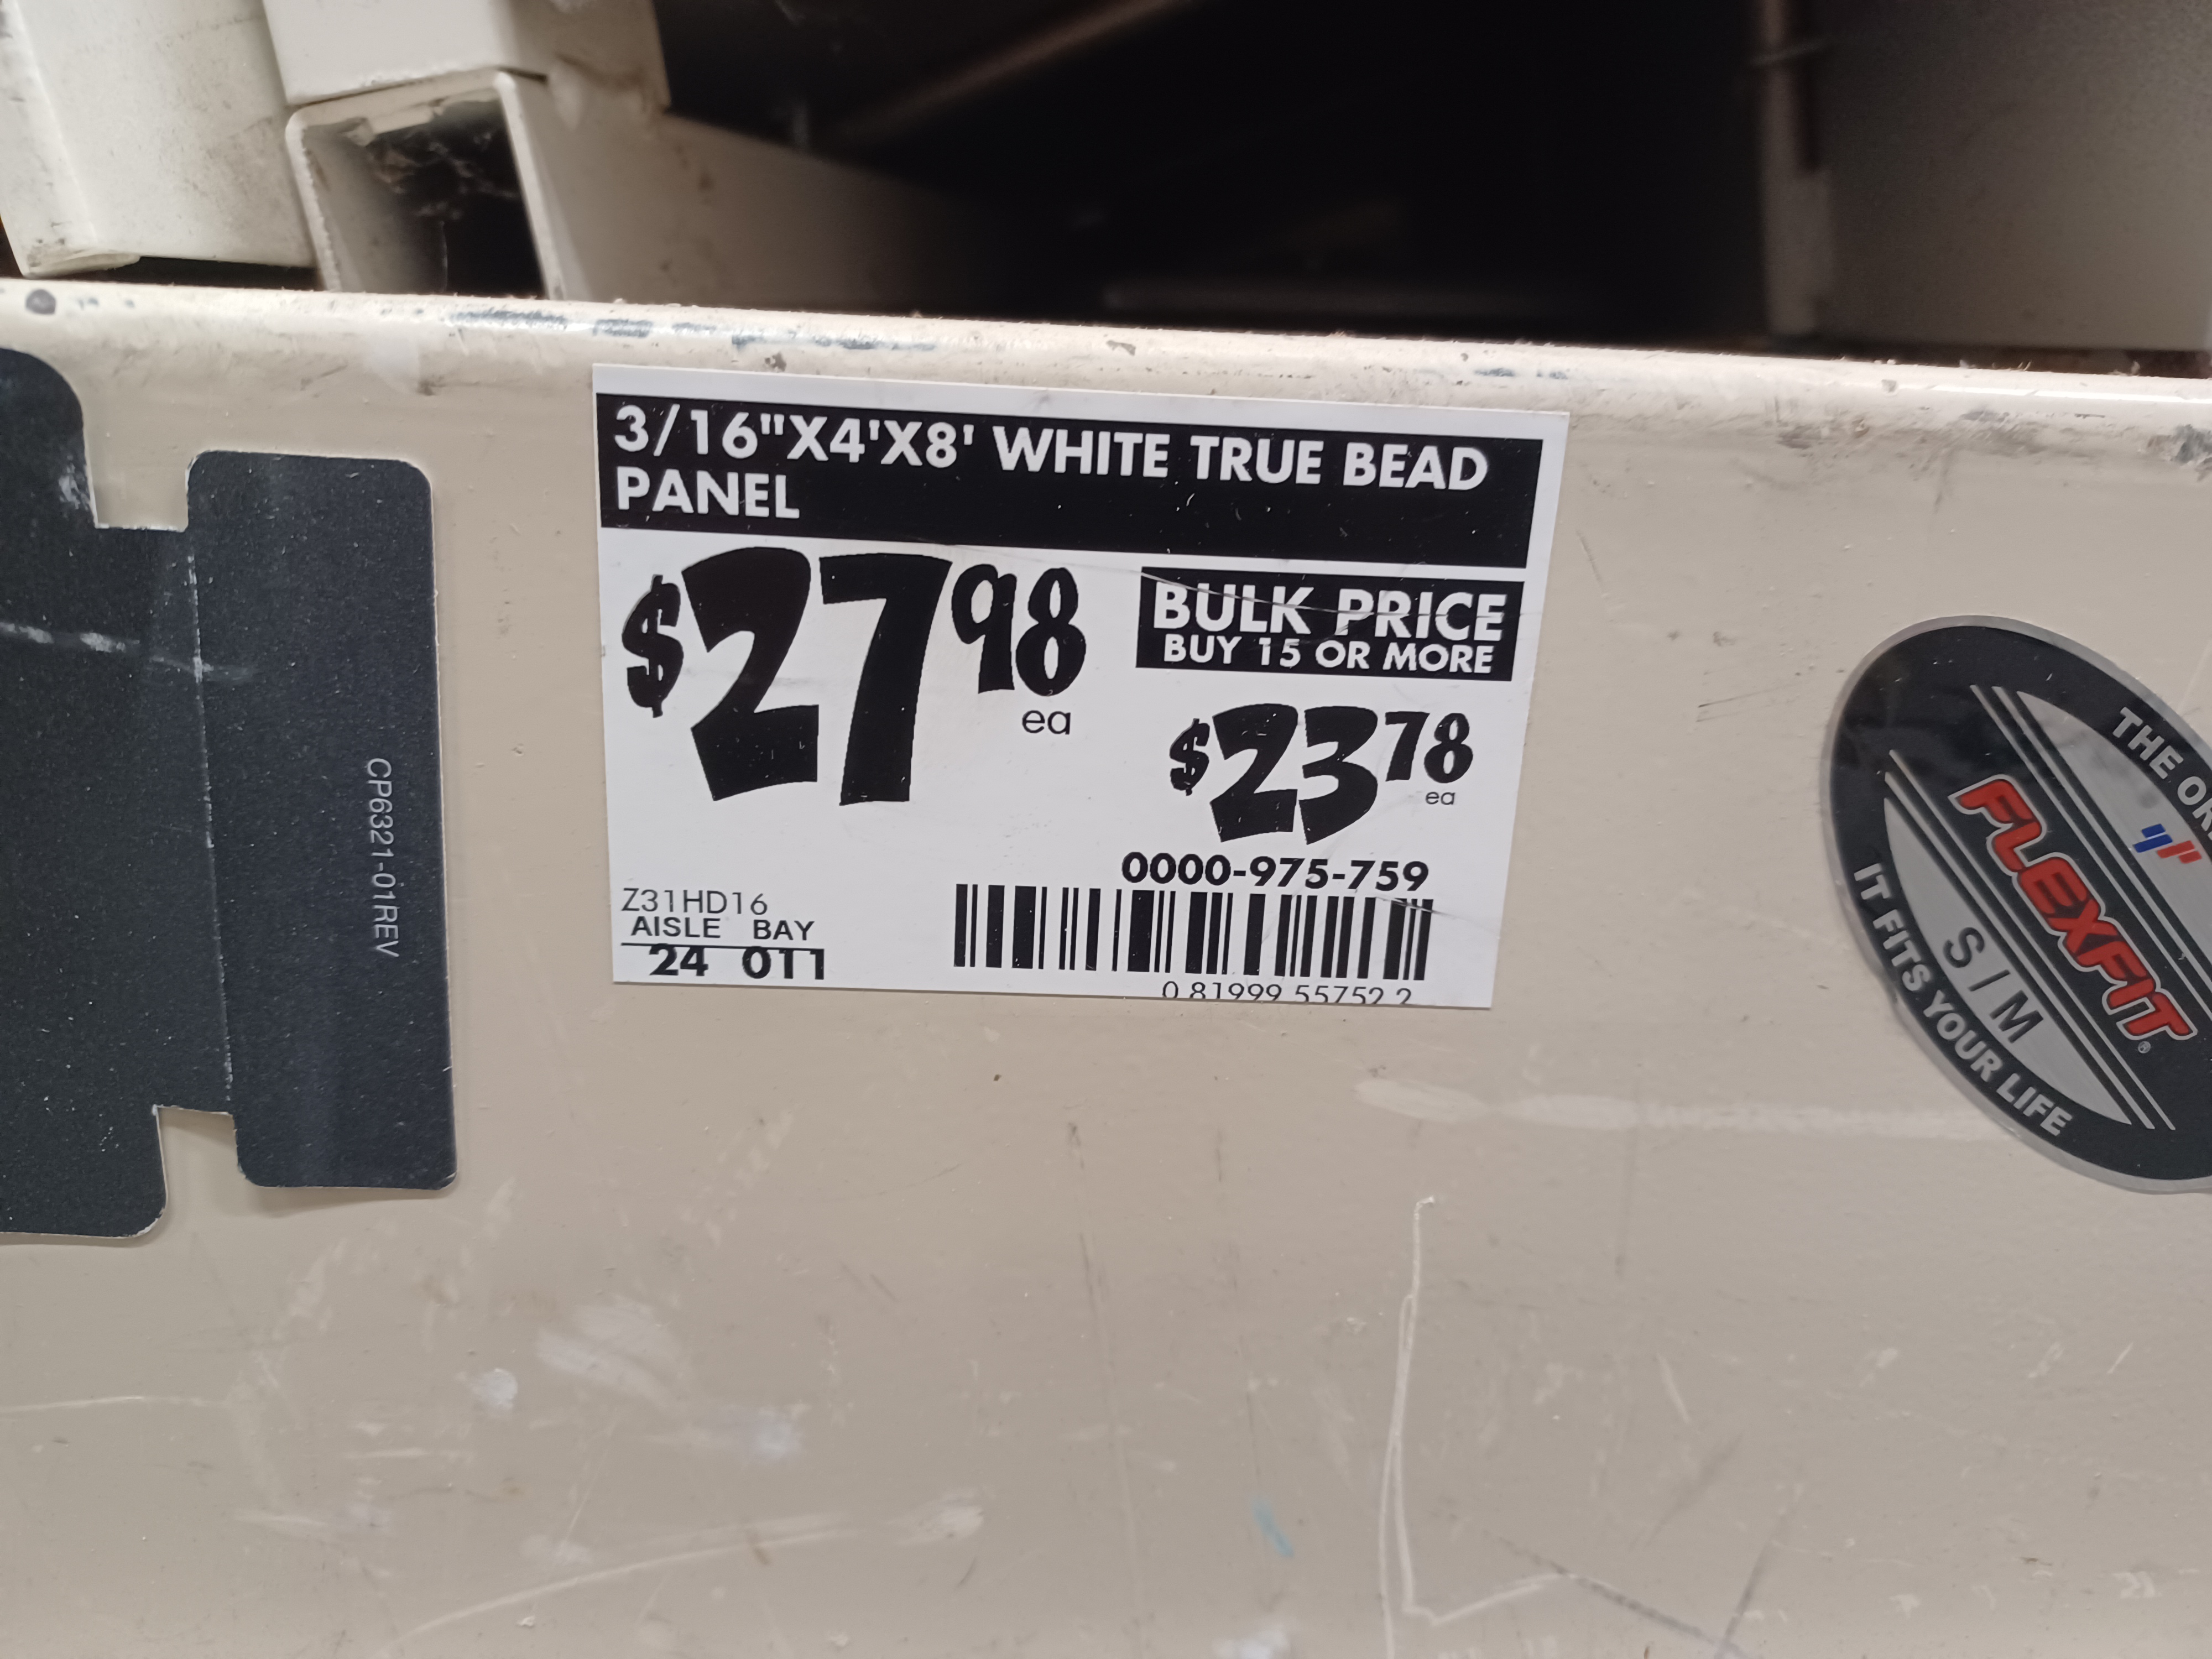 3/16"X4'X8' WHITE TRUE BEAD
PANEL
$27 98
ea
BULK PRICE
BUY 15 OR MORE
$23 78
ea
0000-975-759
Z31HD16
AISLE BAY
24 0T1
0 81999 55752 2
CP6321-01REV
THE
FLEXFIT®
S/M
IT FITS YOUR LIFE